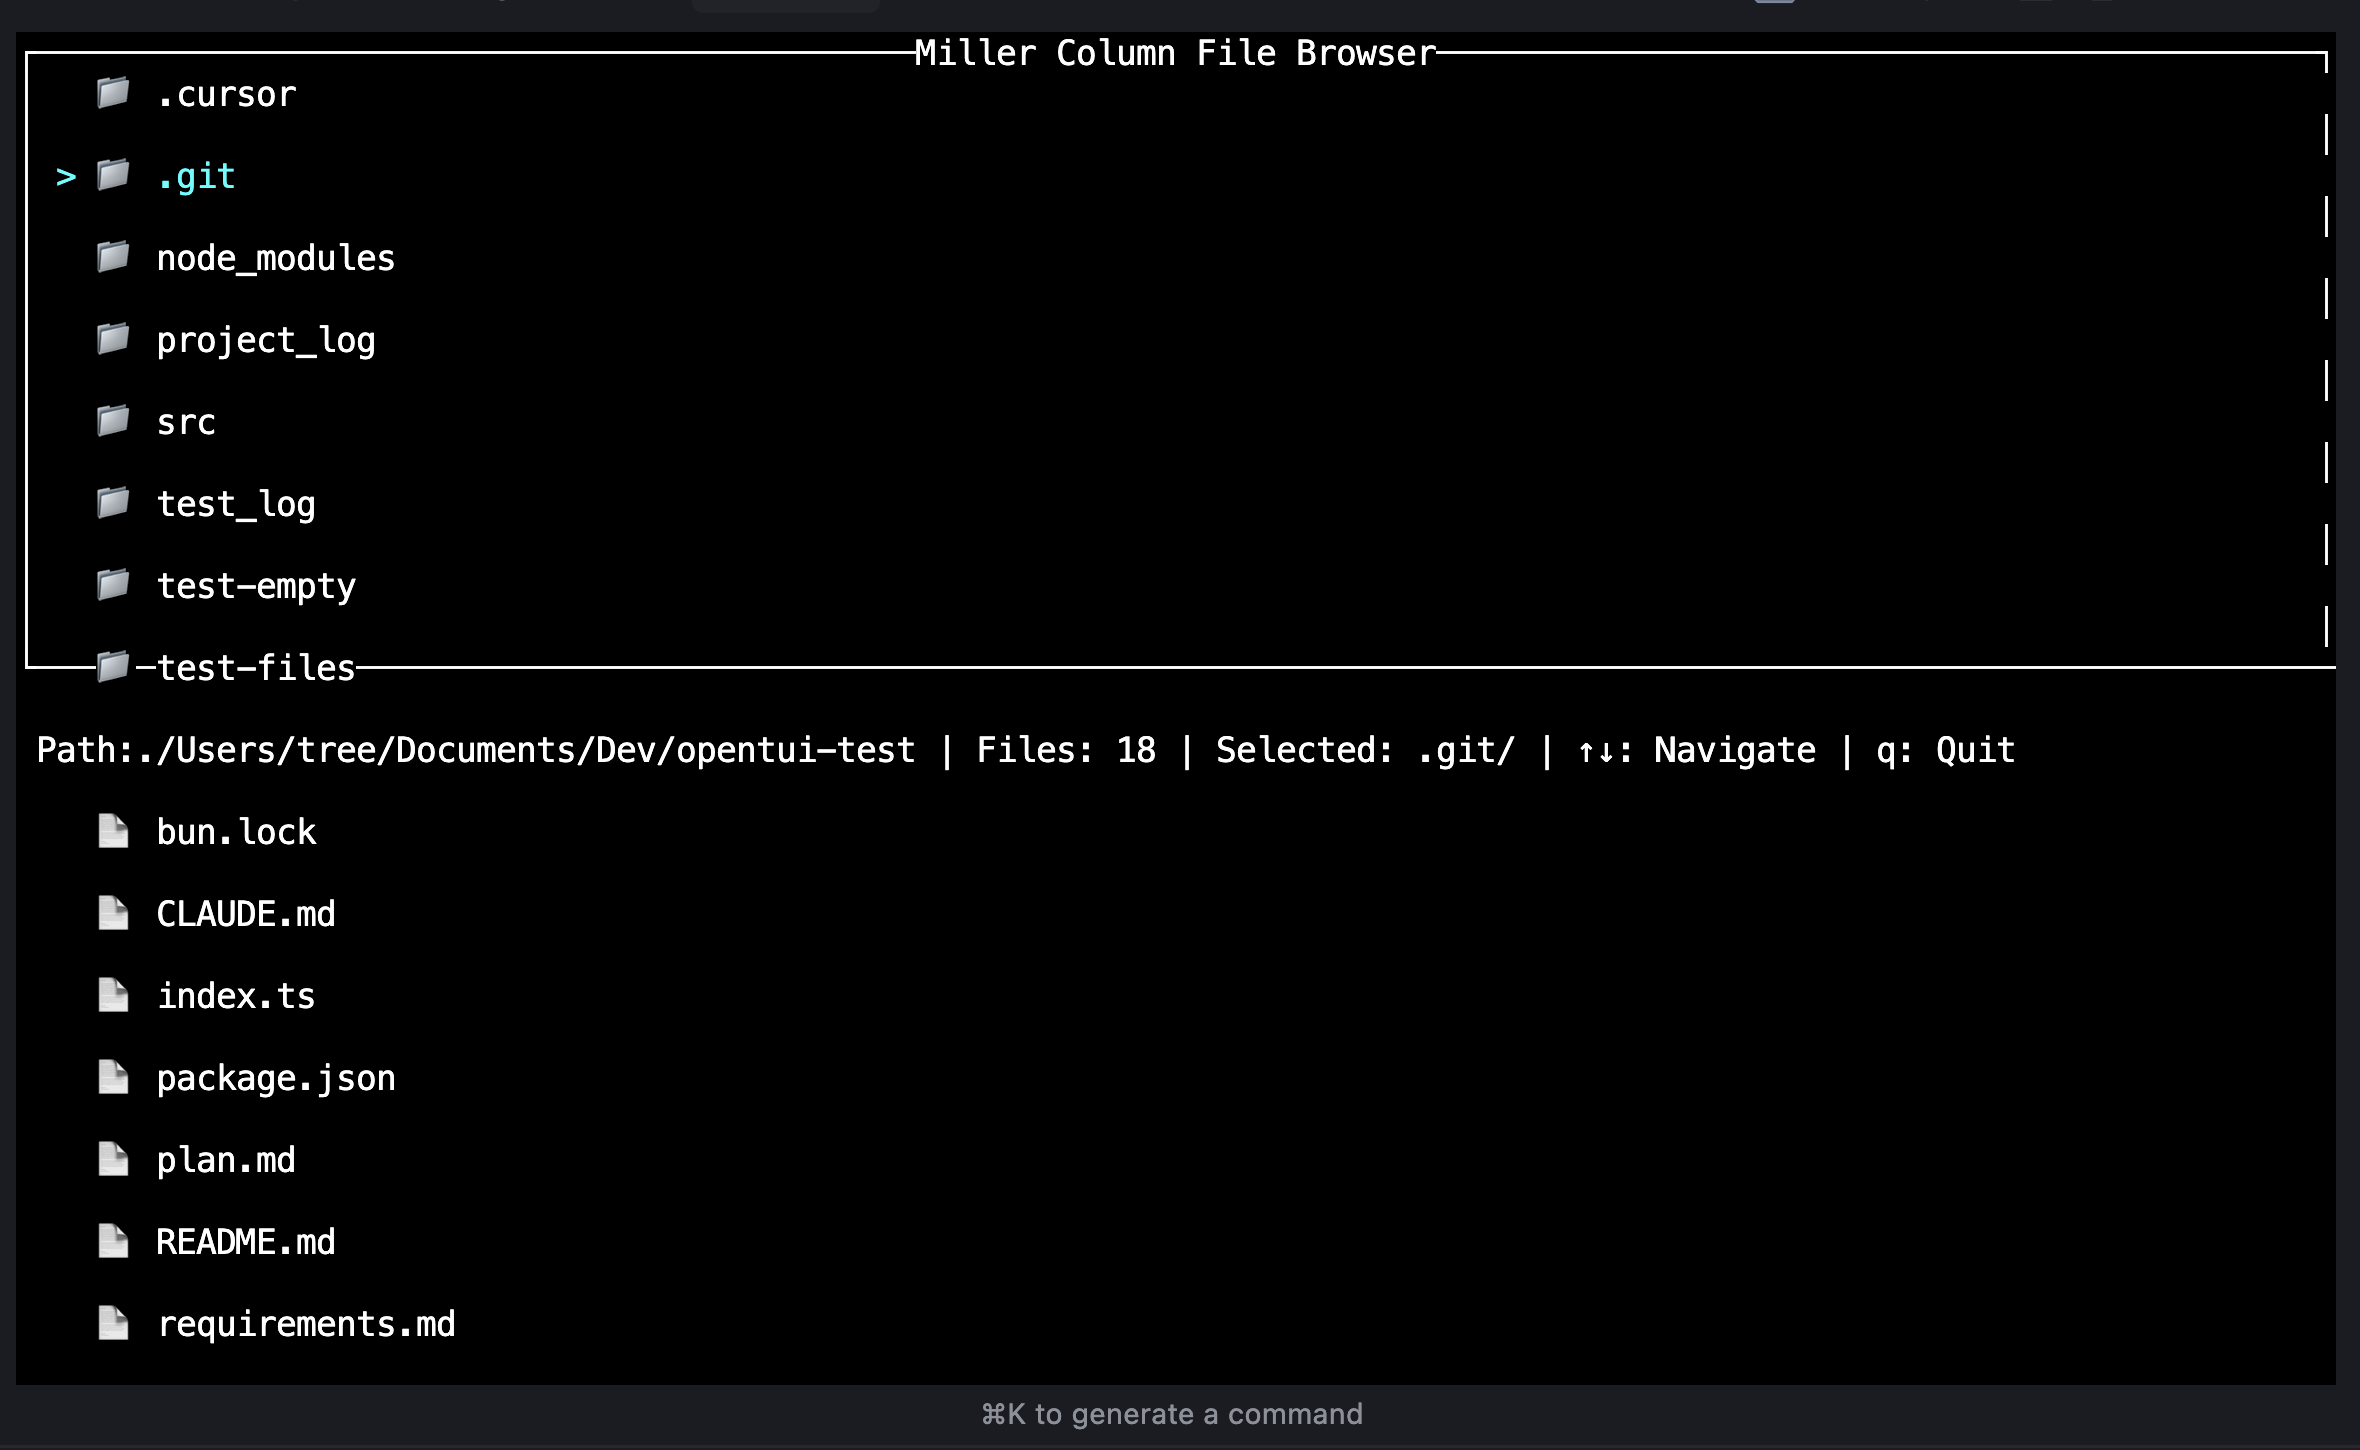 Miller Column File Browser
.cursor
> .git
node_modules
project_log
src
test_log
test-empty
test-files
Path:./Users/tree/Documents/Dev/opentui-test | Files: 18 | Selected: .git/ | ↑↓: Navigate | q: Quit
bun.lock
CLAUDE.md
index.ts
package.json
plan.md
README.md
requirements.md
⌘K to generate a command